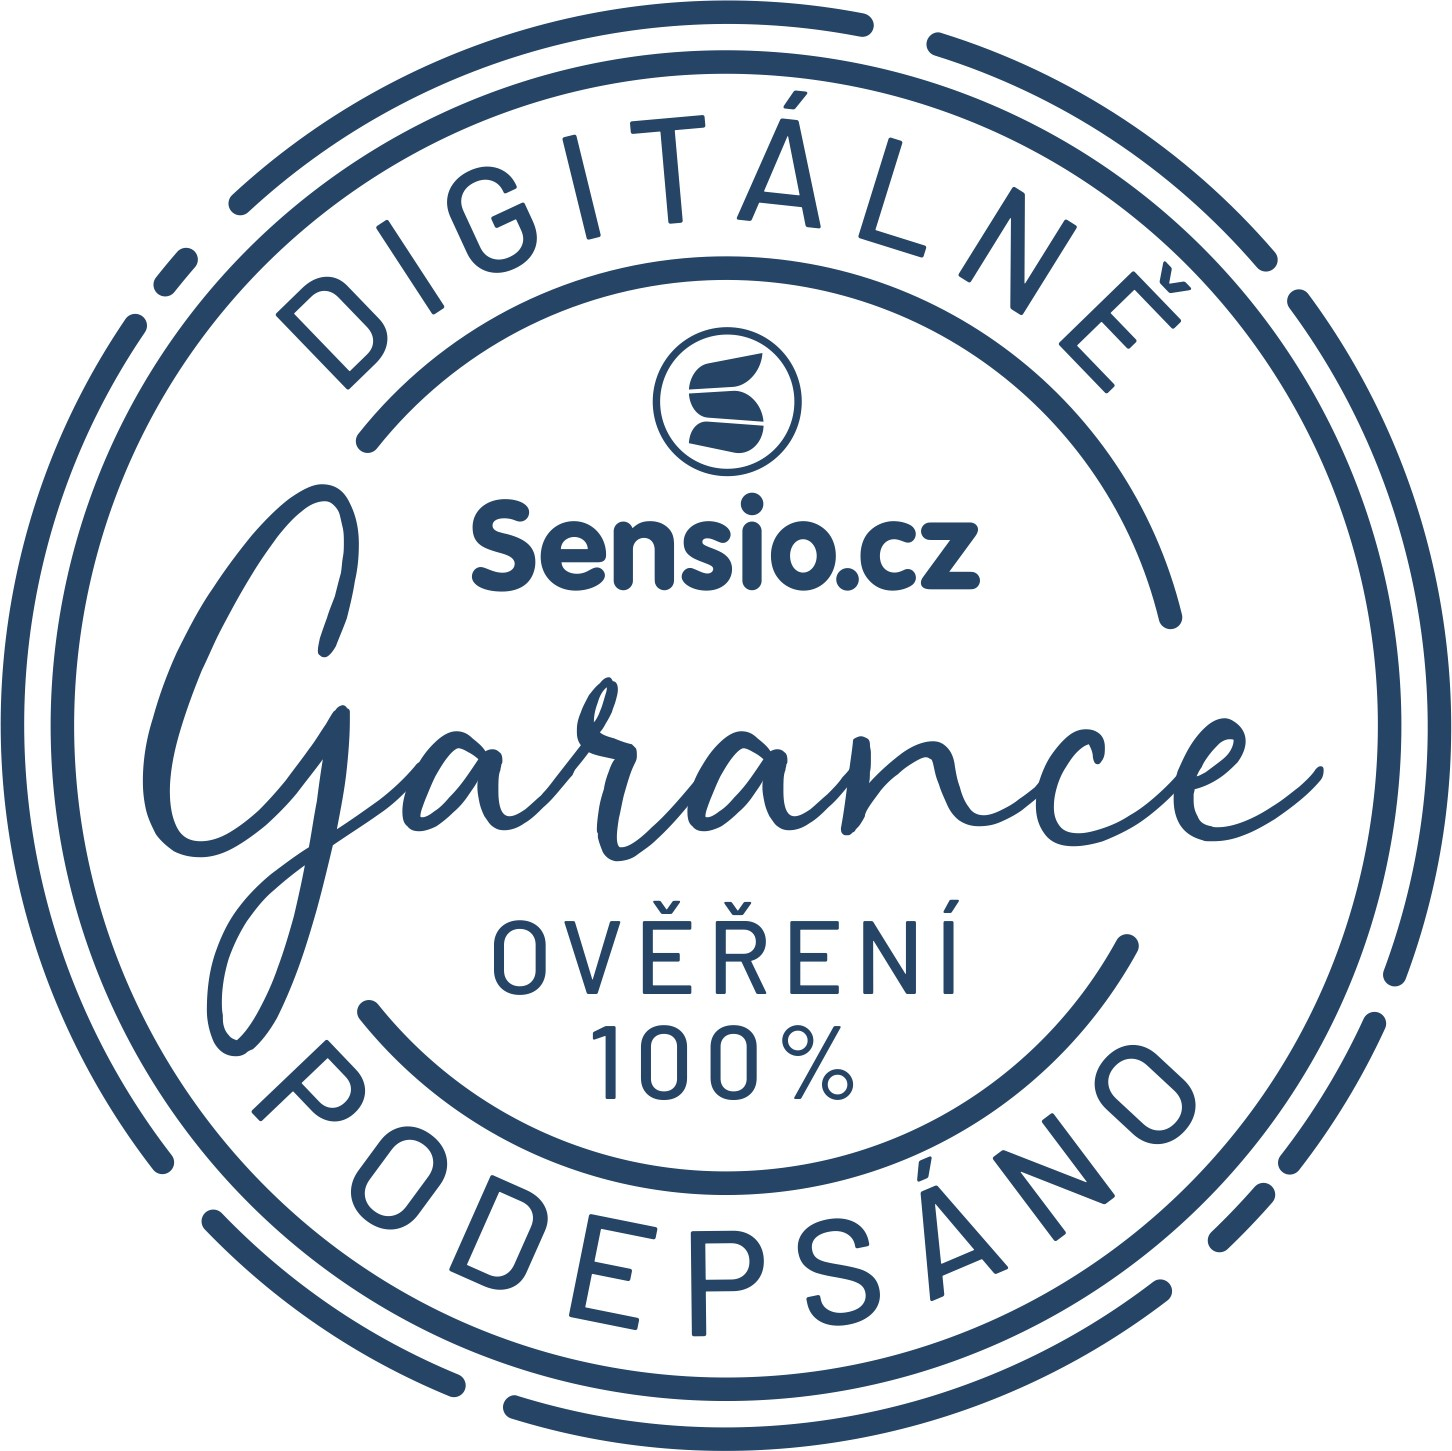 DIGITÁLNĚ
Sensio.cz
Garance
OVĚŘENÍ
100%
PODEPSÁNO